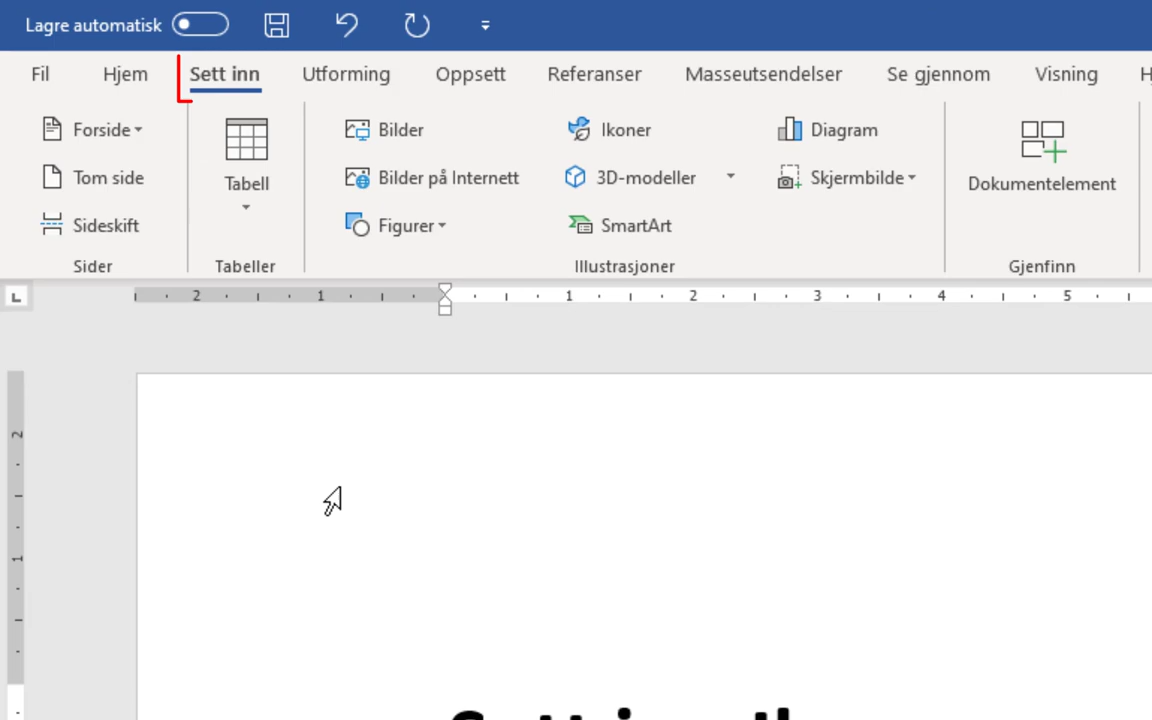 Lagre automatisk
Fil Hjem Sett inn Utforming Oppsett Referanser Masseutsendelser Se gjennom Visning
Forside Tabell Bilder Ikoner Diagram Dokumentelement
Tom side Bilder på Internett 3D-modeller Skjermbilde
Sideskift Figurer SmartArt
Sider Tabeller Illustrasjoner Gjenfinn
2 1 1 2 3 4 5
2
1